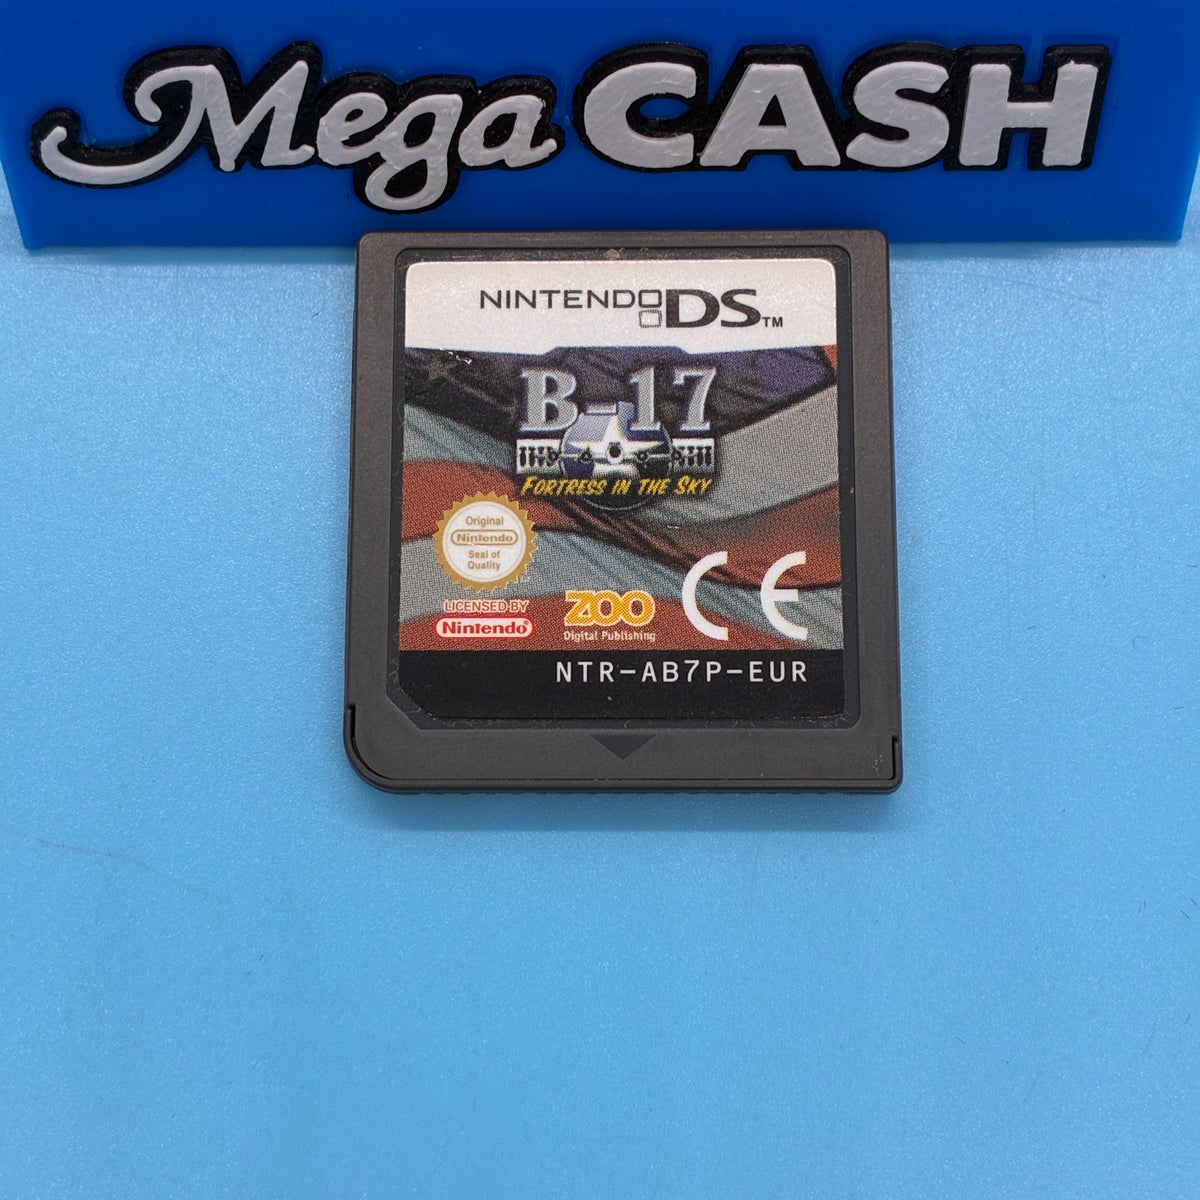 Mega CASH
NINTENDO DS™
B-17
FORTRESS IN THE SKY
Original
Nintendo
Seal of
Quality
LICENSED BY
Nintendo®
ZOO
Digital Publishing
CE
NTR-AB7P-EUR